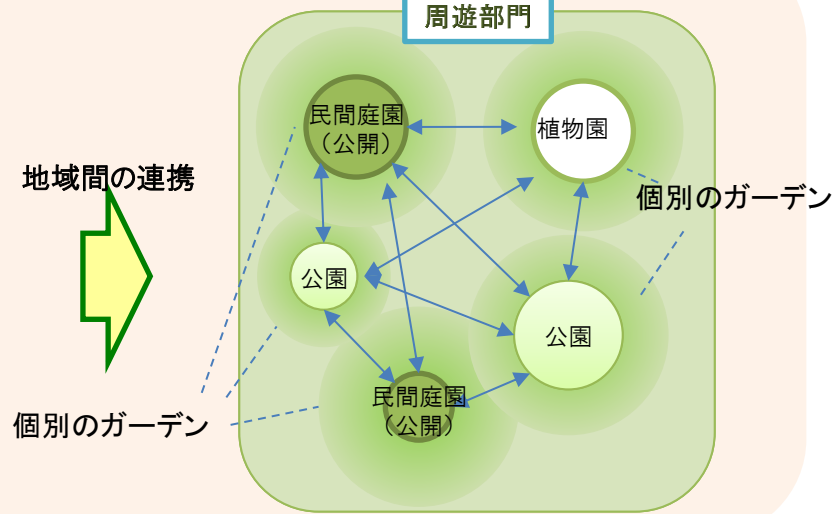 周遊部門
民間庭園
（公開）
植物園
地域間の連携
個別のガーデン
公園
公園
民間庭園
（公開）
個別のガーデン